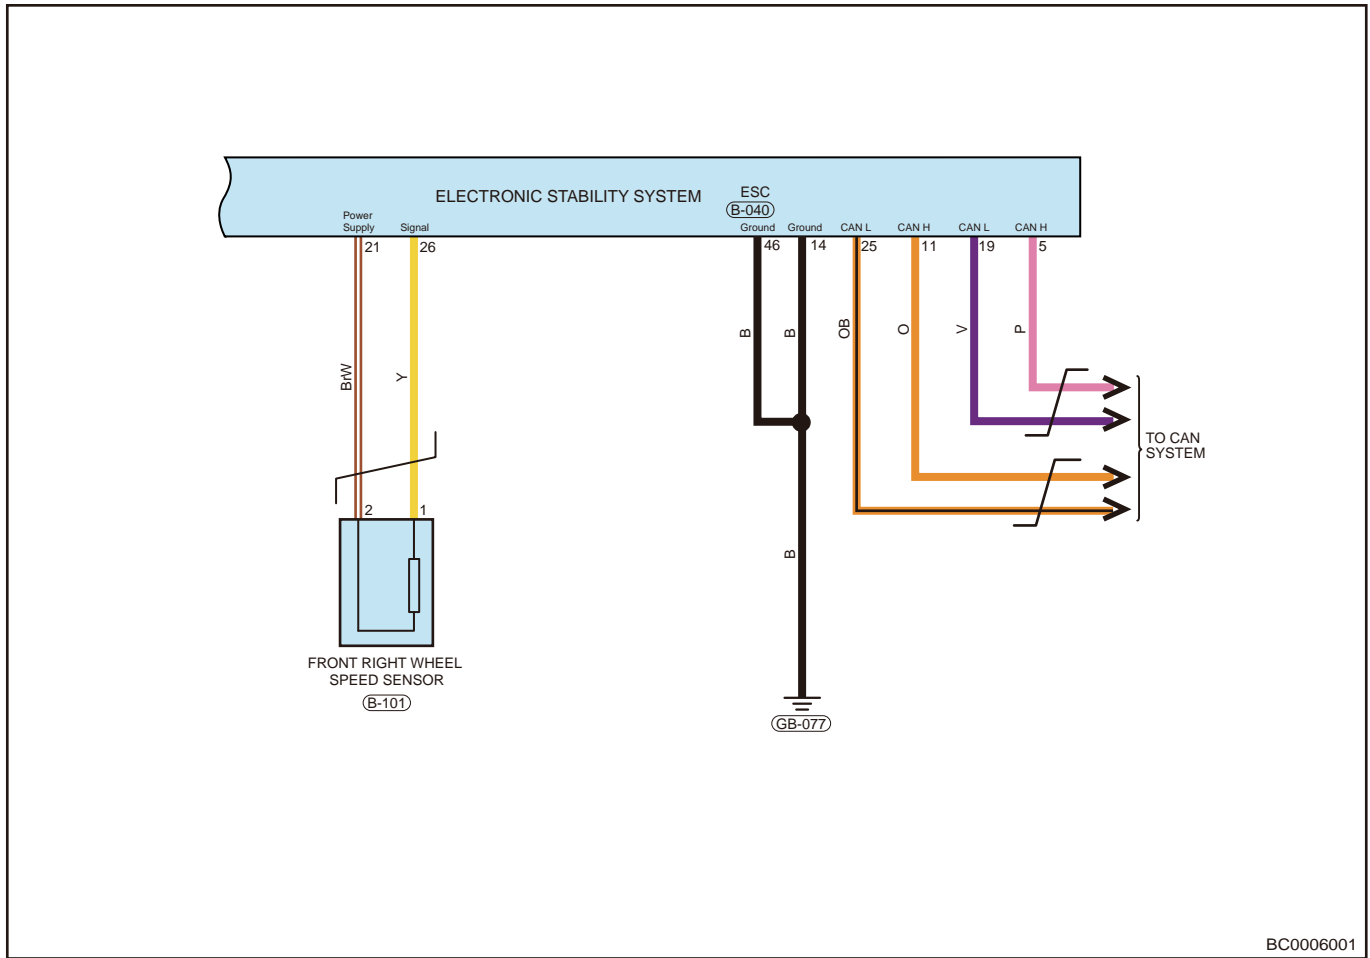 ELECTRONIC STABILITY SYSTEM
ESC
B-040
Power
Supply
Signal
Ground
Ground
CAN L
CAN H
CAN L
CAN H
21
26
46
14
25
11
19
5
BrW
Y
B
B
OB
O
V
P
TO CAN
SYSTEM
2
1
B
FRONT RIGHT WHEEL
SPEED SENSOR
B-101
GB-077
BC0006001